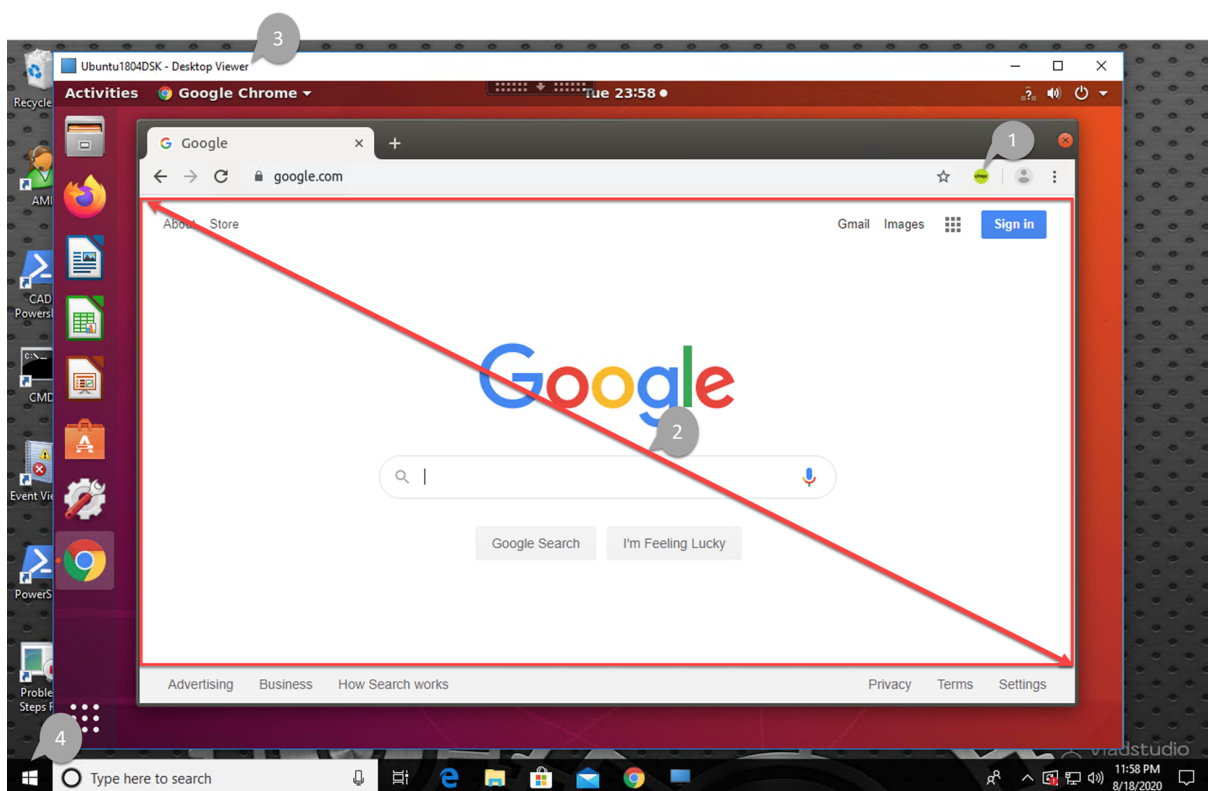 3
Ubuntu1804DSK - Desktop Viewer
Recycle
Activities Google Chrome Tue 23:58
Google
1
google.com
citrix
AMI
About Store Gmail Images Sign in
CAD
Powersh
Google
2
CMD
Event Vie
Google Search I'm Feeling Lucky
PowerS
Advertising Business How Search works Privacy Terms Settings
Proble
Steps R
4
vladstudio
Type here to search
11:58 PM
8/18/2020